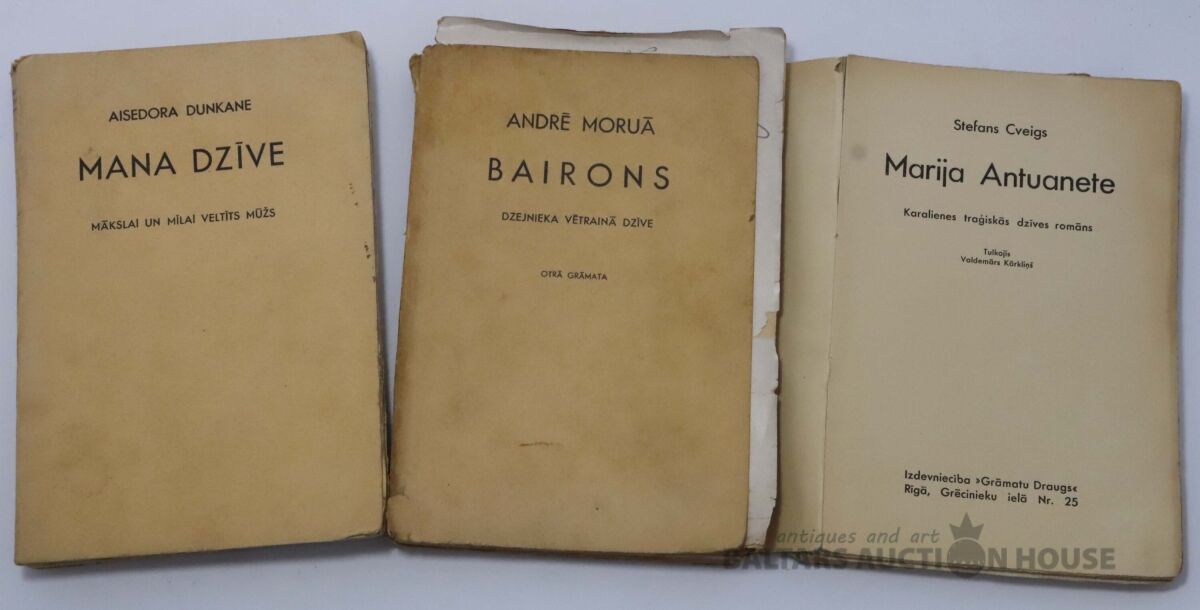 AISEDORA DUNKANE
MANA DZĪVE
MĀKSLAI UN MĪLAI VELTĪTS MŪŽS
ANDRĒ MORUĀ
BAIRONS
DZEJNIEKA VĒTRAINĀ DZĪVE
OTRĀ GRĀMATA
Stefans Cveigs
Marija Antuanete
Karalienes traģiskās dzīves romāns
Tulkojis
Valdemārs Kārkliņš
Izdevniecība »Grāmatu Draugs«
Rīgā, Grēcinieku ielā Nr. 25
antiques and art
BALTARS AUCTION HOUSE